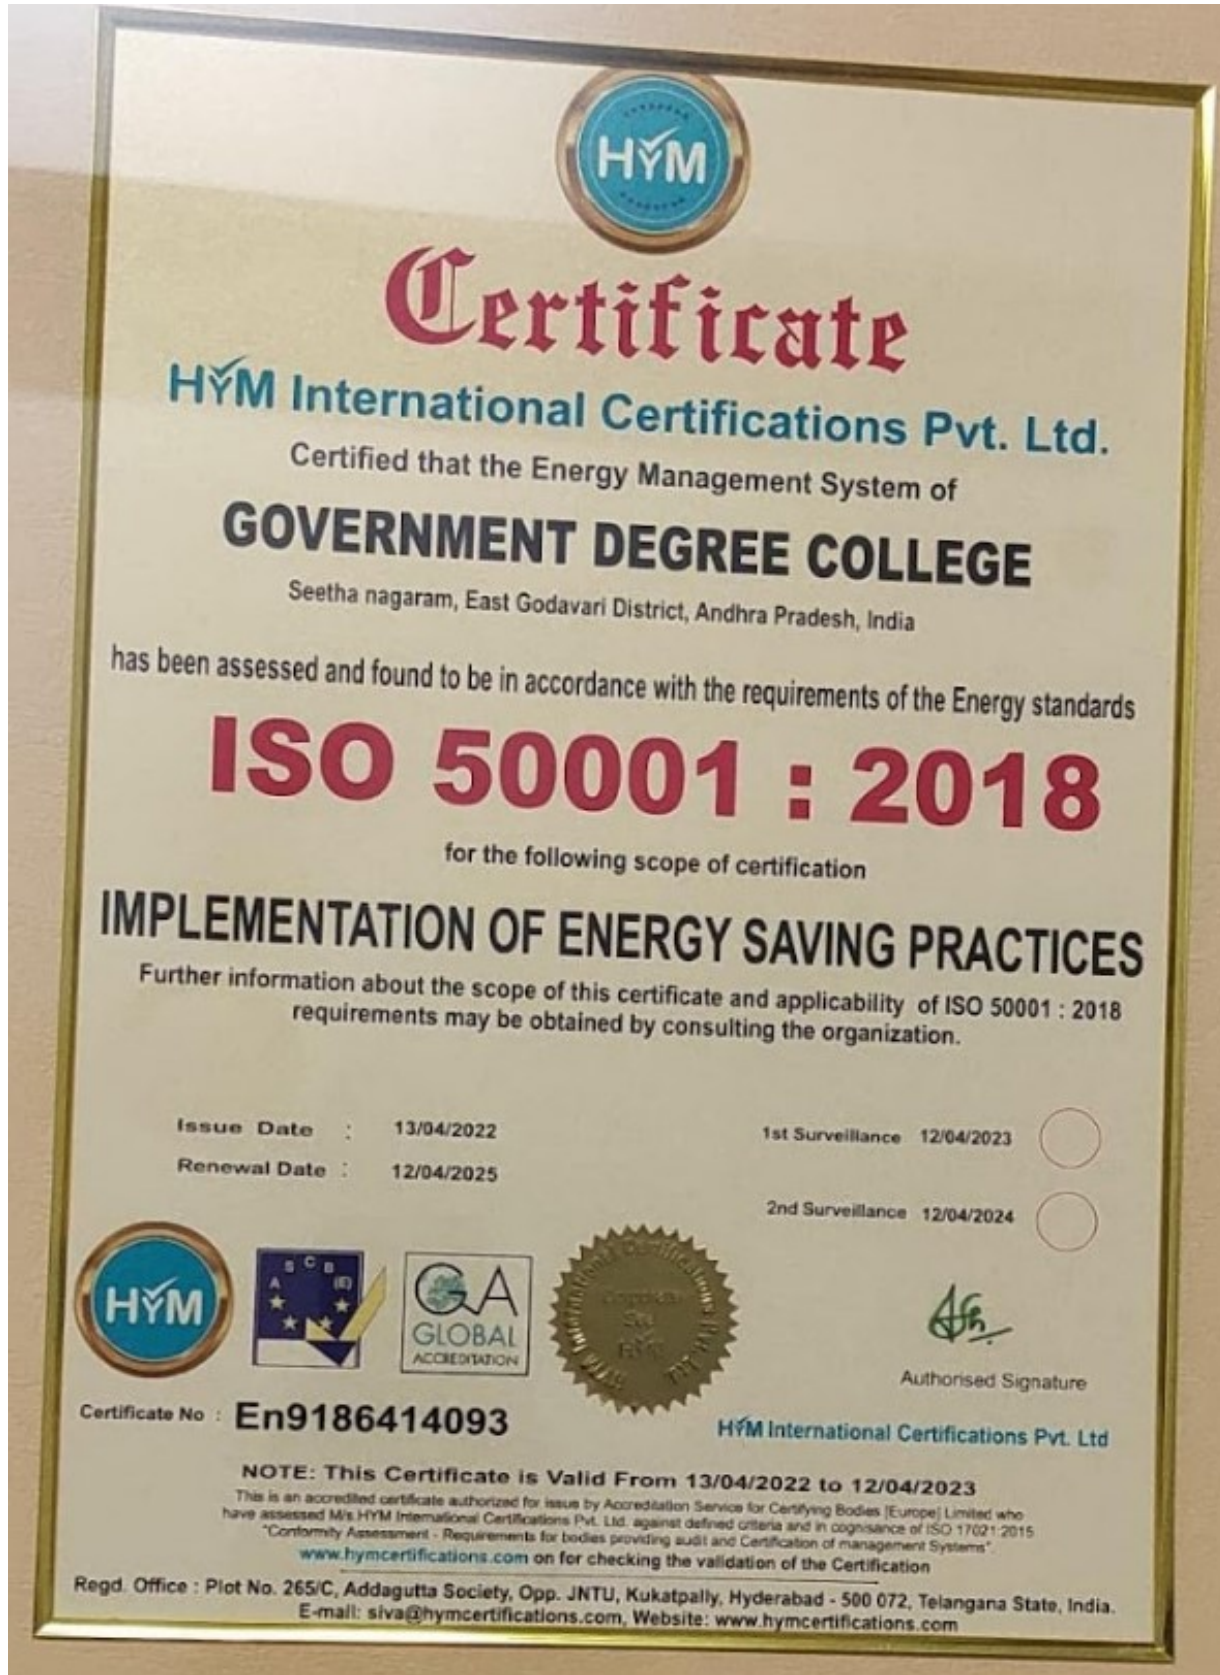 HYM
Certificate
HYM International Certifications Pvt. Ltd.
Certified that the Energy Management System of
GOVERNMENT DEGREE COLLEGE
Seetha nagaram, East Godavari District, Andhra Pradesh, India
has been assessed and found to be in accordance with the requirements of the Energy standards
ISO 50001 : 2018
for the following scope of certification
IMPLEMENTATION OF ENERGY SAVING PRACTICES
Further information about the scope of this certificate and applicability of ISO 50001 : 2018
requirements may be obtained by consulting the organization.
Issue Date : 13/04/2022
Renewal Date : 12/04/2025
1st Surveillance 12/04/2023
2nd Surveillance 12/04/2024
HYM
A S C B (E)
GA
GLOBAL
ACCREDITATION
HYM International Certifications Pvt. Ltd.
Authorised Signature
Certificate No : En9186414093
HYM International Certifications Pvt. Ltd
NOTE: This Certificate is Valid From 13/04/2022 to 12/04/2023
This is an accredited certificate authorized for issue by Accreditation Service for Certifying Bodies [Europe] Limited who
have assessed M/s.HYM International Certifications Pvt. Ltd. against defined criteria and in cognisance of ISO 17021:2015
"Conformity Assessment - Requirements for bodies providing audit and Certification of management Systems".
www.hymcertifications.com on for checking the validation of the Certification
Regd. Office : Plot No. 265/C, Addagutta Society, Opp. JNTU, Kukatpally, Hyderabad - 500 072, Telangana State, India.
E-mail: siva@hymcertifications.com, Website: www.hymcertifications.com